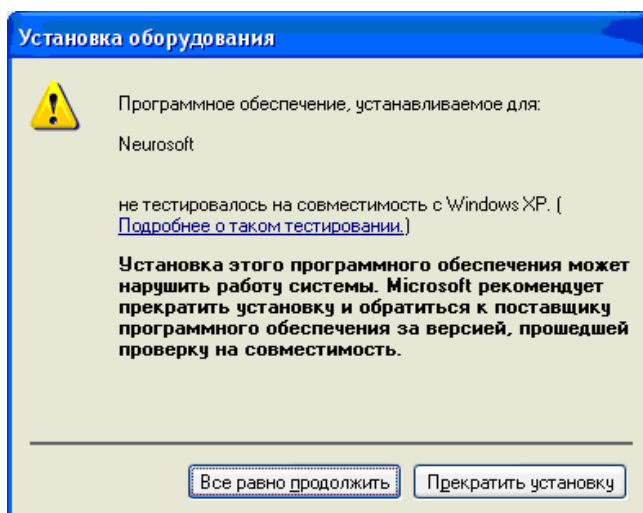 Установка оборудования
Программное обеспечение, устанавливаемое для:
Neurosoft
не тестировалось на совместимость с Windows XP. (
Подробнее о таком тестировании.)
Установка этого программного обеспечения может
нарушить работу системы. Microsoft рекомендует
прекратить установку и обратиться к поставщику
программного обеспечения за версией, прошедшей
проверку на совместимость.
Все равно продолжить
Прекратить установку